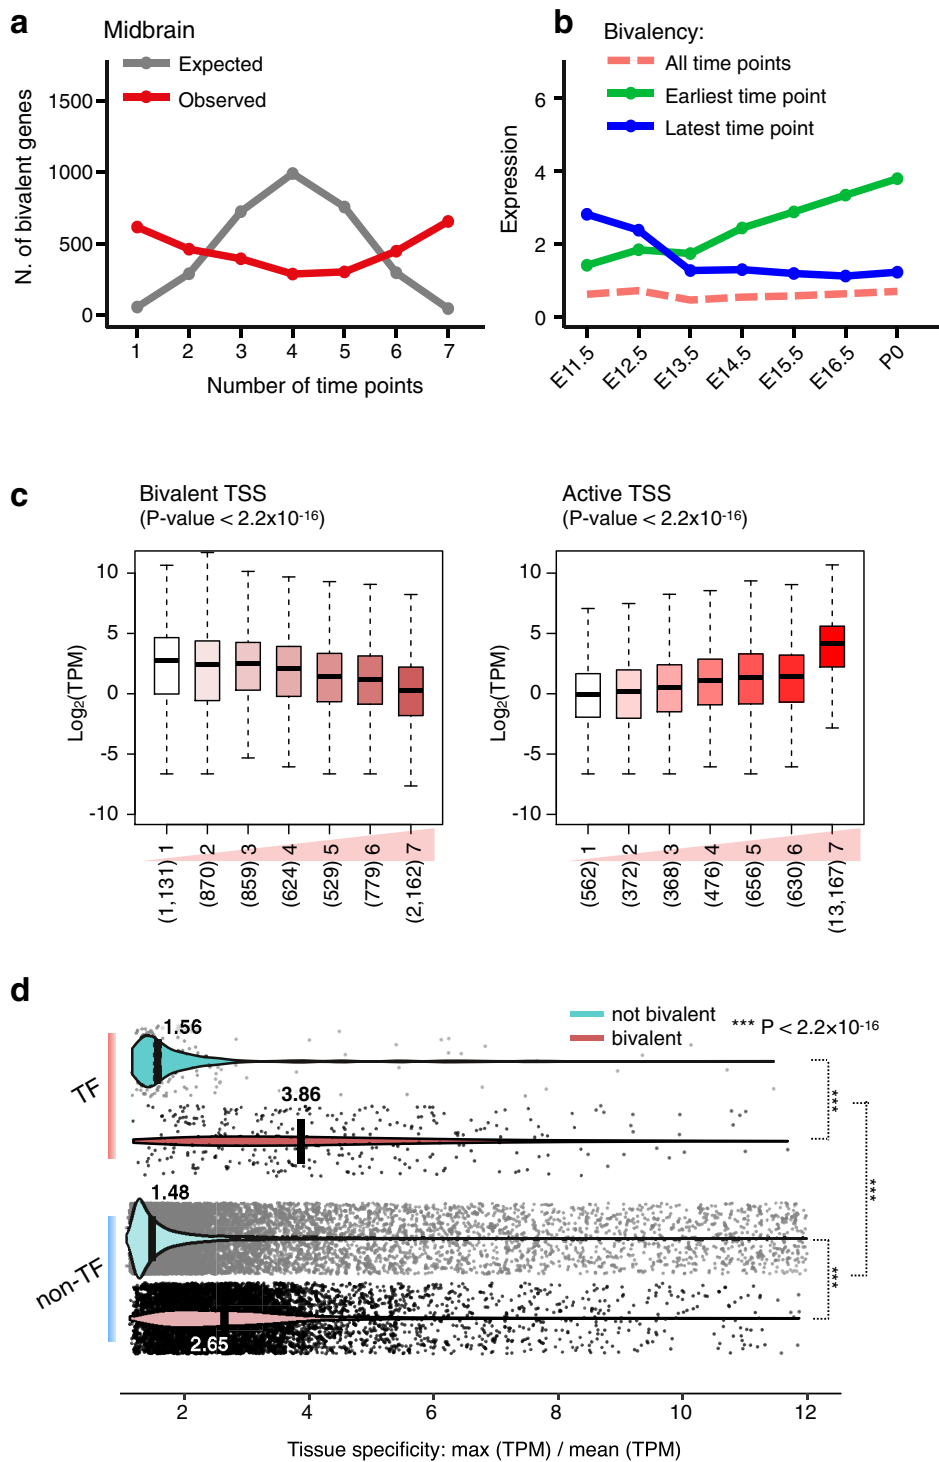 a
Midbrain
Expected
Observed
N. of bivalent genes
1500
1000
500
0
1 2 3 4 5 6 7
Number of time points
b
Bivalency:
All time points
Earliest time point
Latest time point
Expression
6
4
2
0
E11.5 E12.5 E13.5 E14.5 E15.5 E16.5 P0
c
Bivalent TSS
(P-value < 2.2x10-16)
Log2(TPM)
10
5
0
-5
-10
(1,131) 1
(870) 2
(859) 3
(624) 4
(529) 5
(779) 6
(2,162) 7
Active TSS
(P-value < 2.2x10-16)
Log2(TPM)
10
5
0
-5
-10
(562) 1
(372) 2
(368) 3
(476) 4
(656) 5
(630) 6
(13,167) 7
d
not bivalent
bivalent
*** P < 2.2×10-16
TF
1.56
3.86
***
***
non-TF
1.48
2.65
***
2 4 6 8 10 12
Tissue specificity: max (TPM) / mean (TPM)